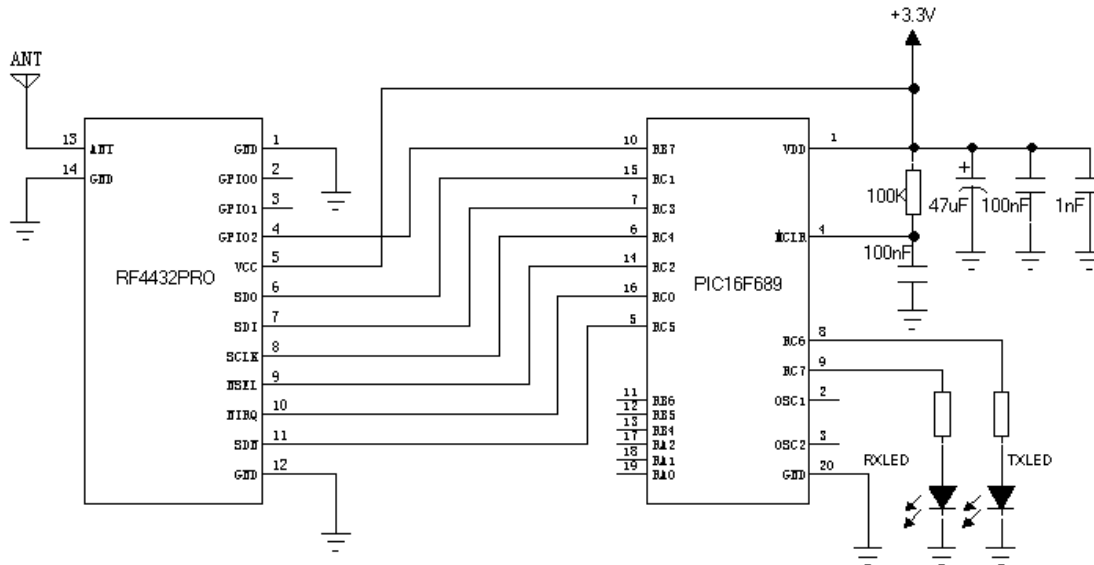 +3.3V
ANT
RF4432PRO
13 ANT
14 GND
GND 1
GPIO0 2
GPIO1 3
GPIO2 4
VCC 5
SDO 6
SDI 7
SCLK 8
NSEL 9
NIRQ 10
SDN 11
GND 12
PIC16F689
10 RB7
15 RC1
7 RC3
6 RC4
14 RC2
16 RC0
5 RC5
11 RB6
12 RB5
13 RB4
17 RA2
18 RA1
19 RA0
VDD 1
MCLR 4
RC6 8
RC7 9
OSC1 2
OSC2 3
GND 20
100K
+
47uF
100nF
1nF
100nF
RXLED
TXLED